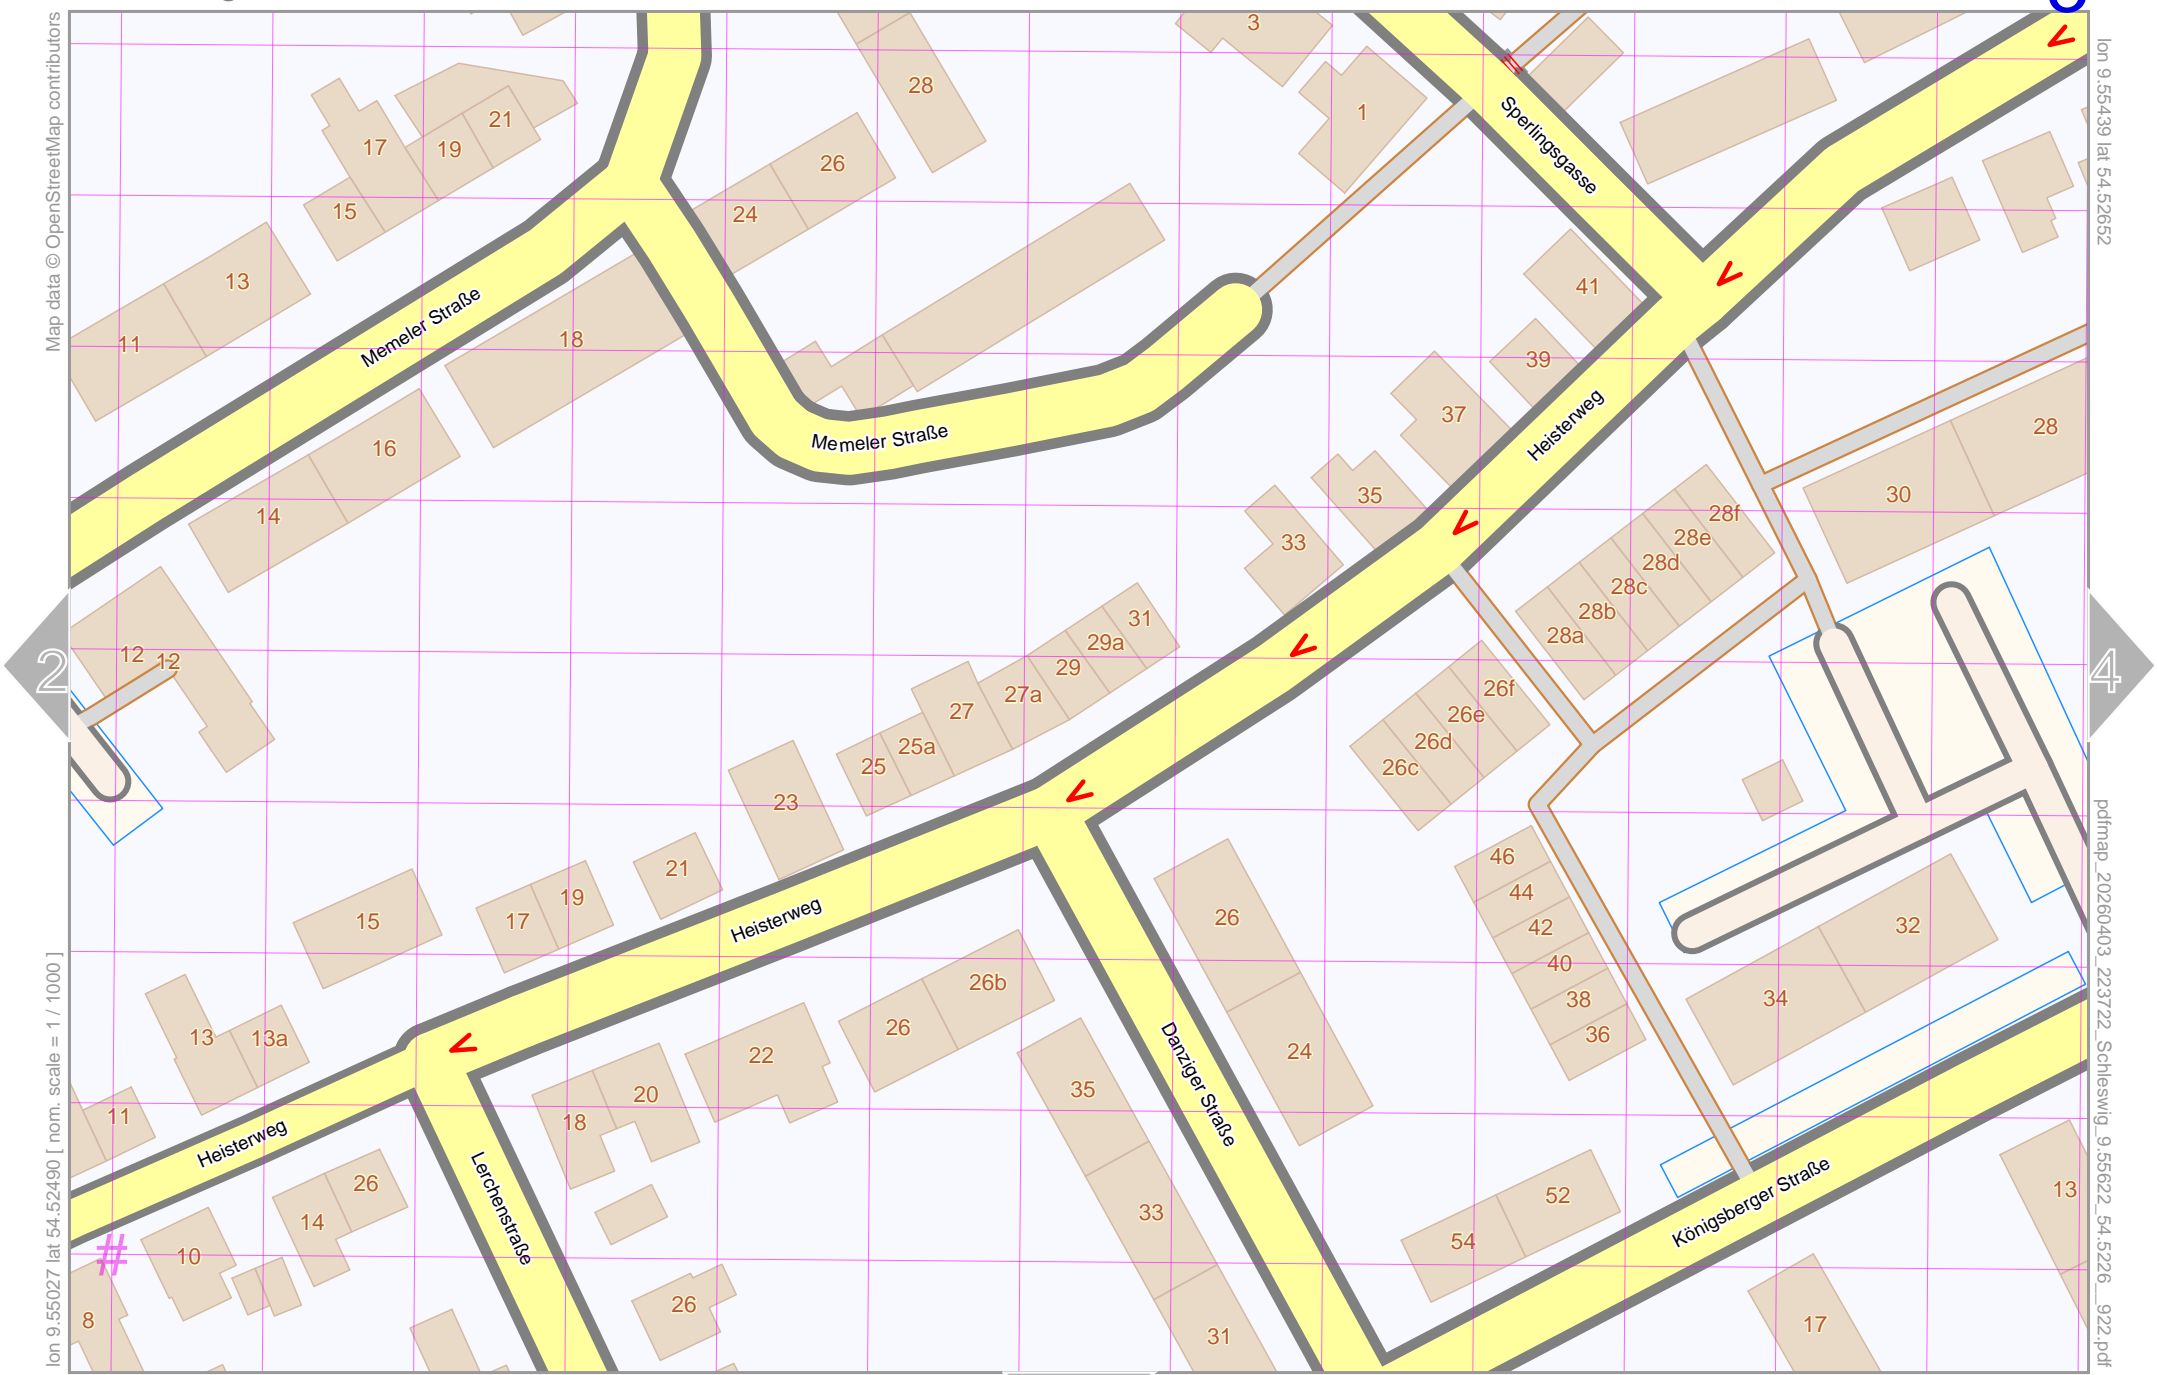 Map data © OpenStreetMap contributors
lon 9.55027 lat 54.52490 [ nom. scale = 1 / 1000 ]
lon 9.55439 lat 54.52652
pdfmap_20260403_223722_Schleswig_9.55622_54.5226__922.pdf
3
28
1
21
17
19
26
15
24
Sperlingsgasse
13
41
Memeler Straße
18
11
39
37
Heisterweg
28
Memeler Straße
16
35
30
14
28f
28e
33
28d
28c
28b
28a
31
29a
29
12
12
2
4
27a
27
26f
26e
26d
26c
25a
25
23
46
21
44
19
17
15
Heisterweg
26
42
32
40
26b
38
34
36
26
13
13a
22
24
Danziger Straße
35
20
18
11
Heisterweg
26
14
Lerchenstraße
33
52
54
Königsberger Straße
13
#
10
26
8
31
17